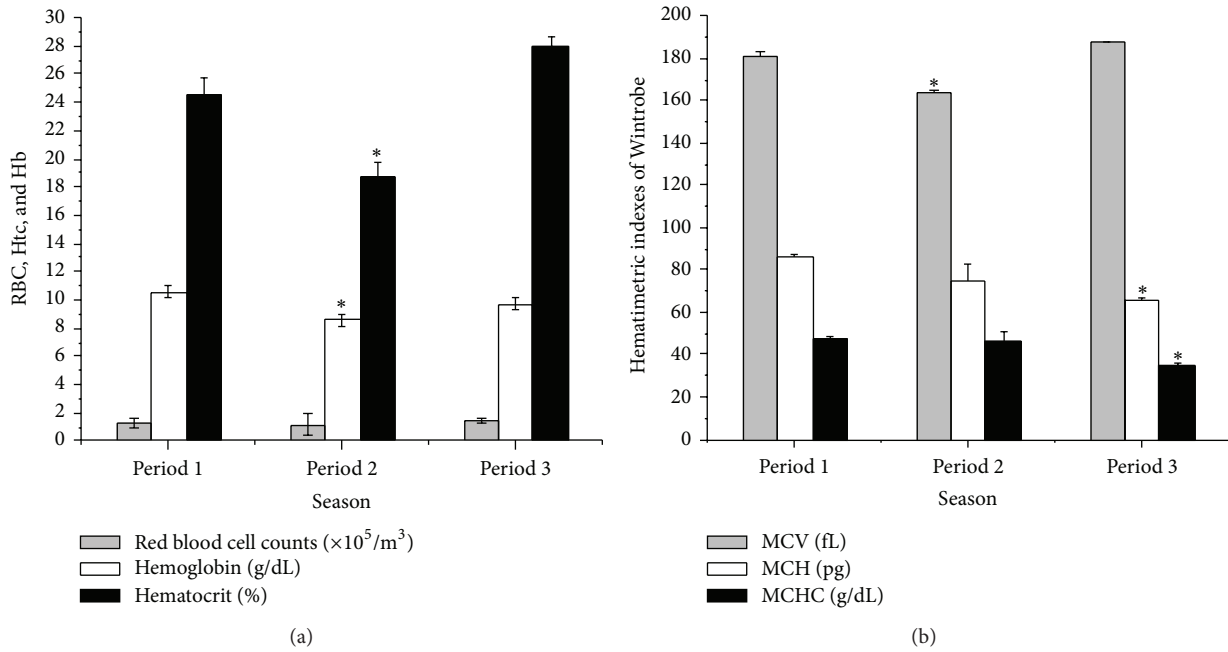 30
28
26
24
22
20
18
16
14
12
10
8
6
4
2
0
RBC, Htc, and Hb
*
*
Period 1 Period 2 Period 3
Season
Red blood cell counts (×10⁵/m³)
Hemoglobin (g/dL)
Hematocrit (%)
(a)
200
180
160
140
120
100
80
60
40
20
0
Hematimetric indexes of Wintrobe
*
*
*
Period 1 Period 2 Period 3
Season
MCV (fL)
MCH (pg)
MCHC (g/dL)
(b)